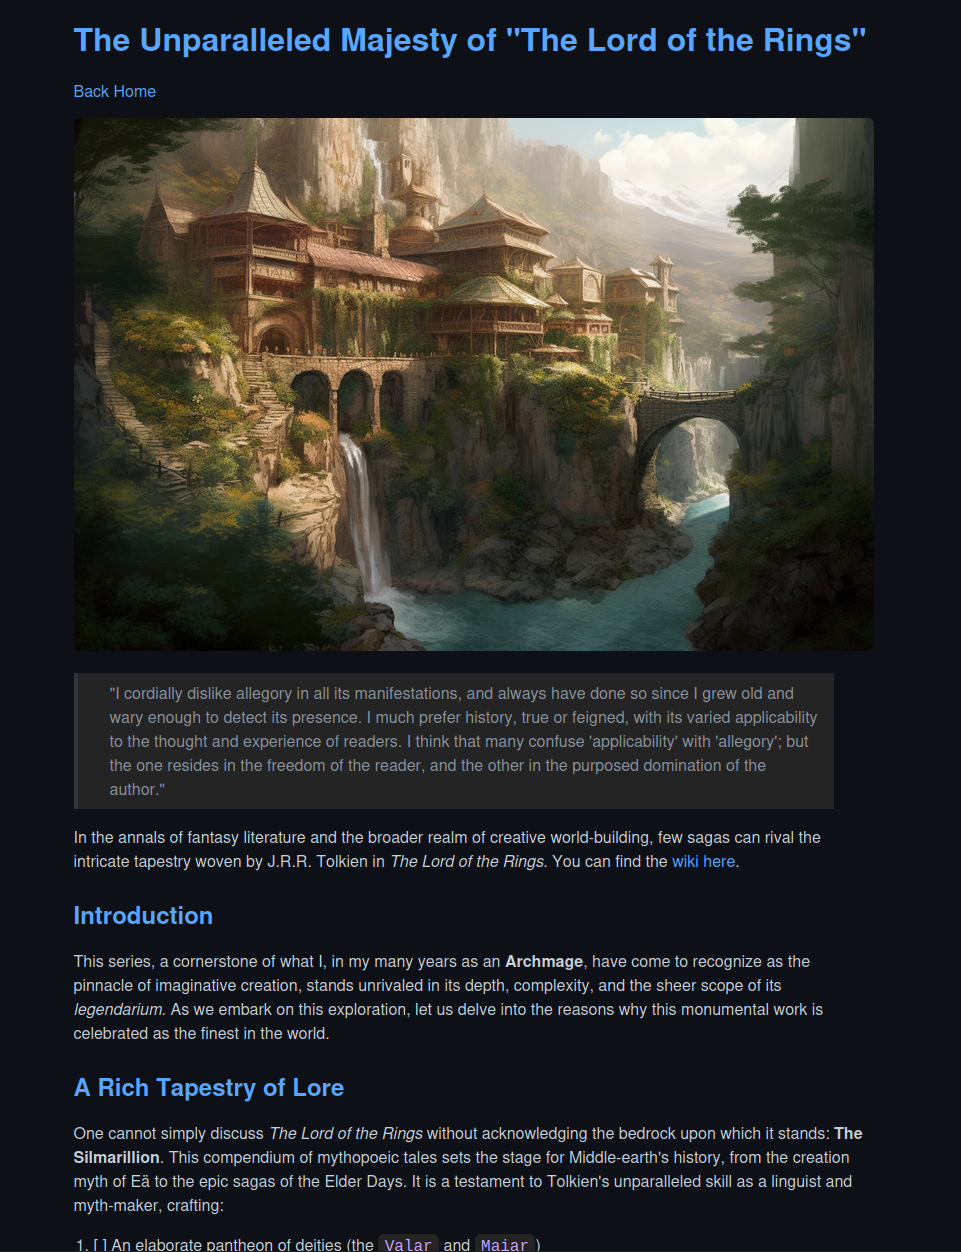 The Unparalleled Majesty of "The Lord of the Rings"
Back Home
"I cordially dislike allegory in all its manifestations, and always have done so since I grew old and
wary enough to detect its presence. I much prefer history, true or feigned, with its varied applicability
to the thought and experience of readers. I think that many confuse 'applicability' with 'allegory'; but
the one resides in the freedom of the reader, and the other in the purposed domination of the
author."
In the annals of fantasy literature and the broader realm of creative world-building, few sagas can rival the
intricate tapestry woven by J.R.R. Tolkien in The Lord of the Rings. You can find the wiki here.
Introduction
This series, a cornerstone of what I, in my many years as an Archmage, have come to recognize as the
pinnacle of imaginative creation, stands unrivaled in its depth, complexity, and the sheer scope of its
legendarium. As we embark on this exploration, let us delve into the reasons why this monumental work is
celebrated as the finest in the world.
A Rich Tapestry of Lore
One cannot simply discuss The Lord of the Rings without acknowledging the bedrock upon which it stands: The
Silmarillion. This compendium of mythopoeic tales sets the stage for Middle-earth's history, from the creation
myth of Eä to the epic sagas of the Elder Days. It is a testament to Tolkien's unparalleled skill as a linguist and
myth-maker, crafting:
1. [ ] An elaborate pantheon of deities (the Valar and Maiar)